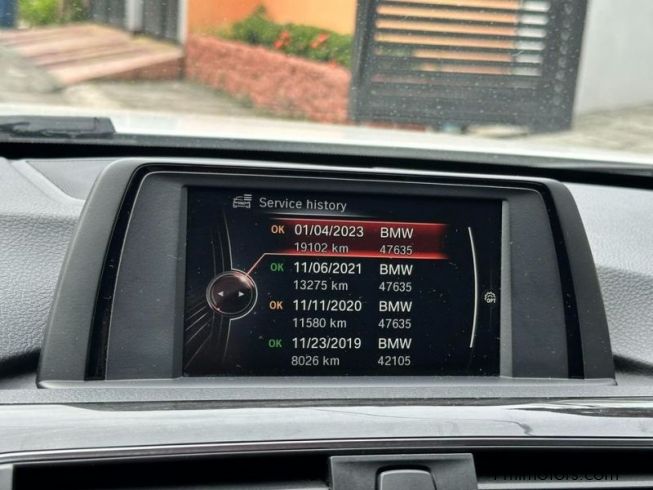 Service history
OK 01/04/2023 BMW
19102 km 47635
OK 11/06/2021 BMW
13275 km 47635
OK 11/11/2020 BMW
11580 km 47635
OK 11/23/2019 BMW
8026 km 42105
OPT